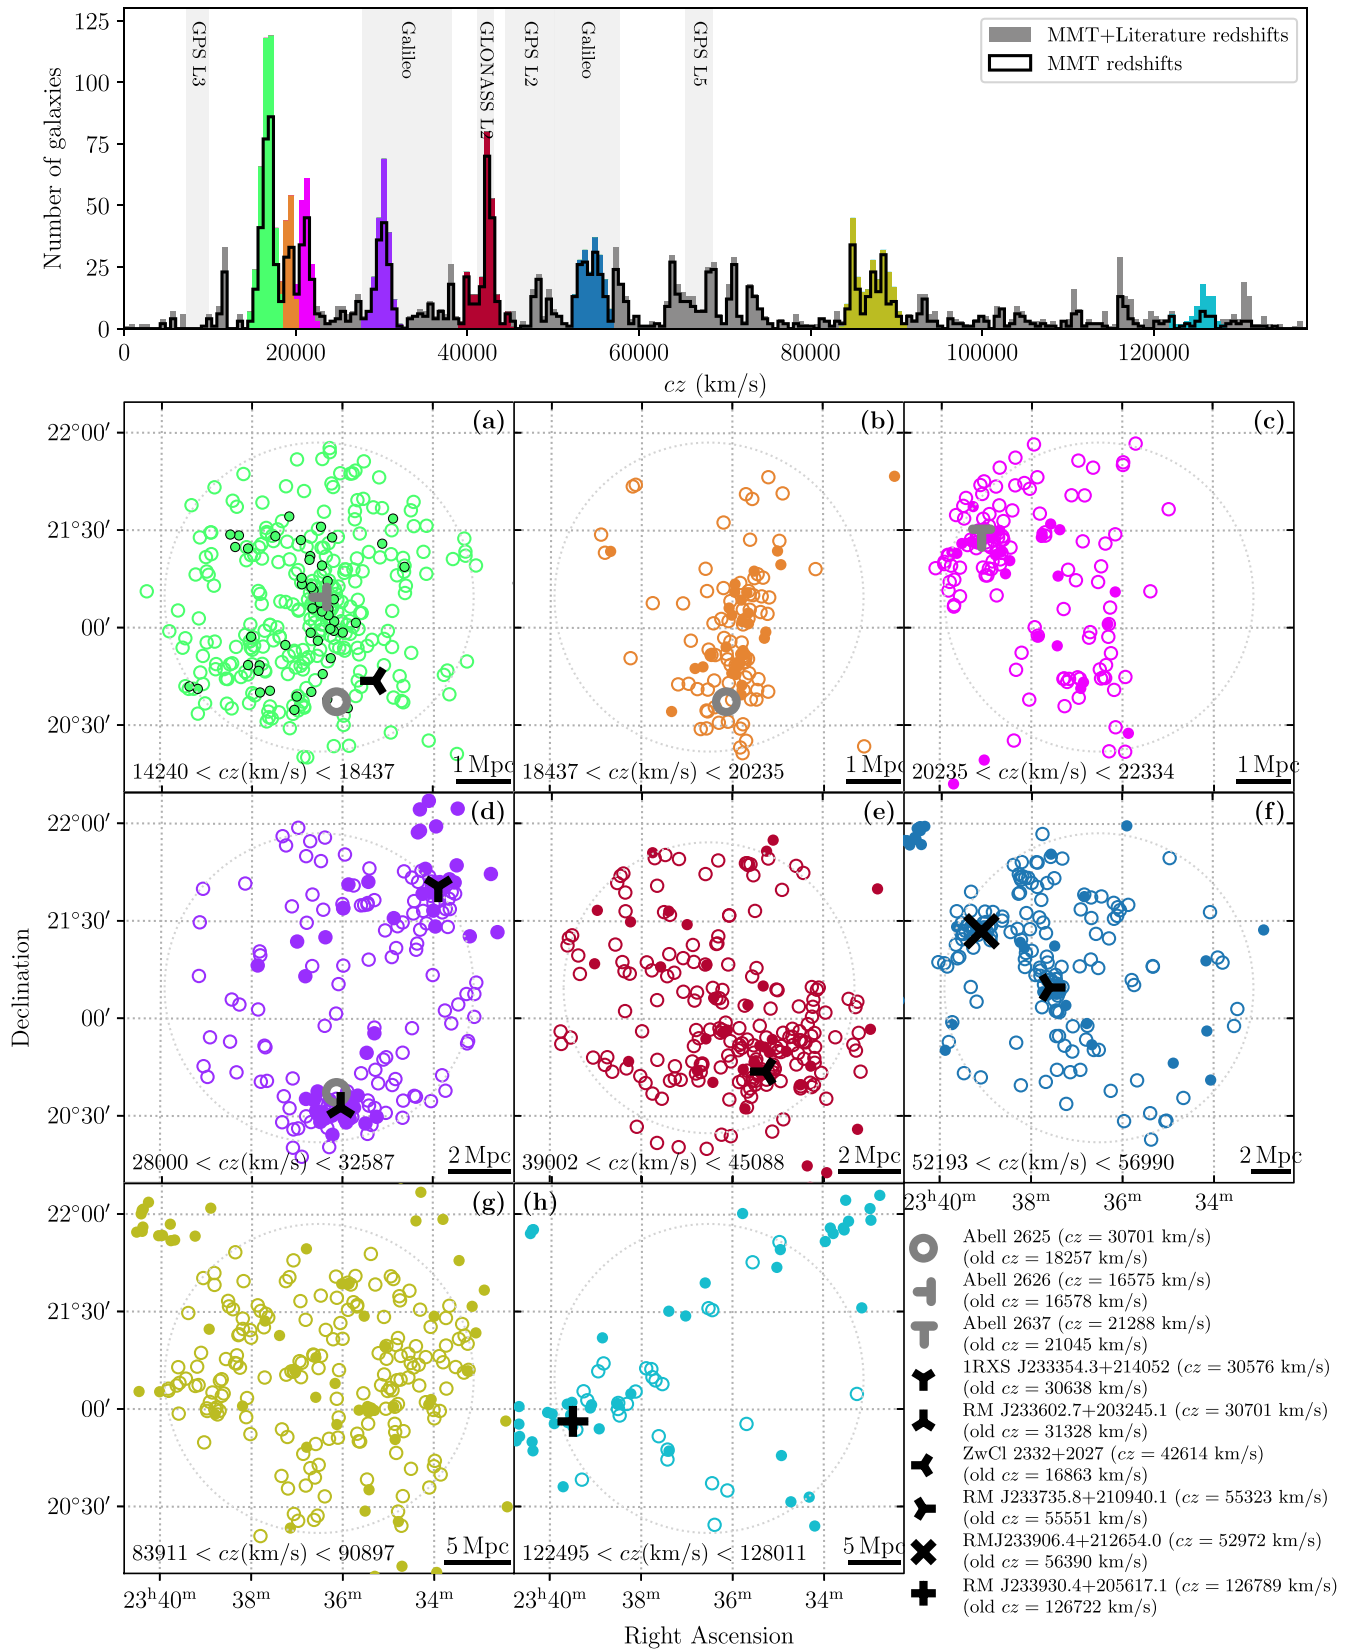 125
100
75
50
25
0
Number of galaxies
GPS L3
Galileo
GLONASS L2
GPS L2
Galileo
GPS L5
MMT+Literature redshifts
MMT redshifts
0 20000 40000 60000 80000 100000 120000
cz (km/s)
(a)
(b)
(c)
22°00′
21°30′
00′
20°30′
14240 < cz(km/s) < 18437
1 Mpc
18437 < cz(km/s) < 20235
1 Mpc
20235 < cz(km/s) < 22334
1 Mpc
Declination
(d)
(e)
(f)
22°00′
21°30′
00′
20°30′
28000 < cz(km/s) < 32587
2 Mpc
39002 < cz(km/s) < 45088
2 Mpc
52193 < cz(km/s) < 56990
2 Mpc
23ʰ40ᵐ 38ᵐ 36ᵐ 34ᵐ
(g)
(h)
22°00′
21°30′
00′
20°30′
83911 < cz(km/s) < 90897
5 Mpc
122495 < cz(km/s) < 128011
5 Mpc
23ʰ40ᵐ 38ᵐ 36ᵐ 34ᵐ
23ʰ40ᵐ 38ᵐ 36ᵐ 34ᵐ
Right Ascension
Abell 2625 (cz = 30701 km/s)
(old cz = 18257 km/s)
Abell 2626 (cz = 16575 km/s)
(old cz = 16578 km/s)
Abell 2637 (cz = 21288 km/s)
(old cz = 21045 km/s)
1RXS J233354.3+214052 (cz = 30576 km/s)
(old cz = 30638 km/s)
RM J233602.7+203245.1 (cz = 30701 km/s)
(old cz = 31328 km/s)
ZwCl 2332+2027 (cz = 42614 km/s)
(old cz = 16863 km/s)
RM J233735.8+210940.1 (cz = 55323 km/s)
(old cz = 55551 km/s)
RMJ233906.4+212654.0 (cz = 52972 km/s)
(old cz = 56390 km/s)
RM J233930.4+205617.1 (cz = 126789 km/s)
(old cz = 126722 km/s)